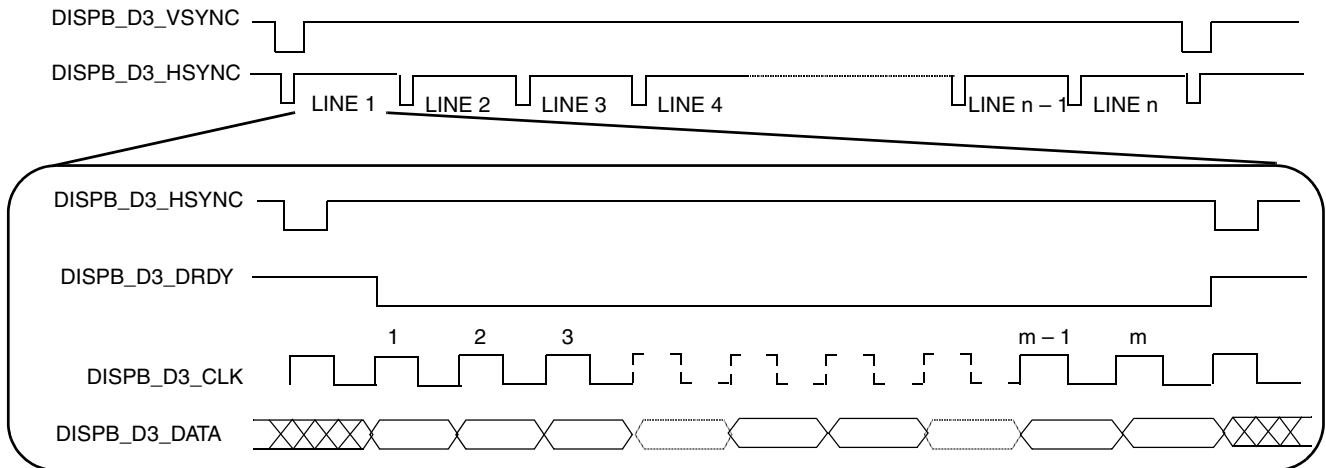 DISPB_D3_VSYNC
DISPB_D3_HSYNC
LINE 1 LINE 2 LINE 3 LINE 4 LINE n – 1 LINE n
DISPB_D3_HSYNC
DISPB_D3_DRDY
1 2 3 m – 1 m
DISPB_D3_CLK
DISPB_D3_DATA